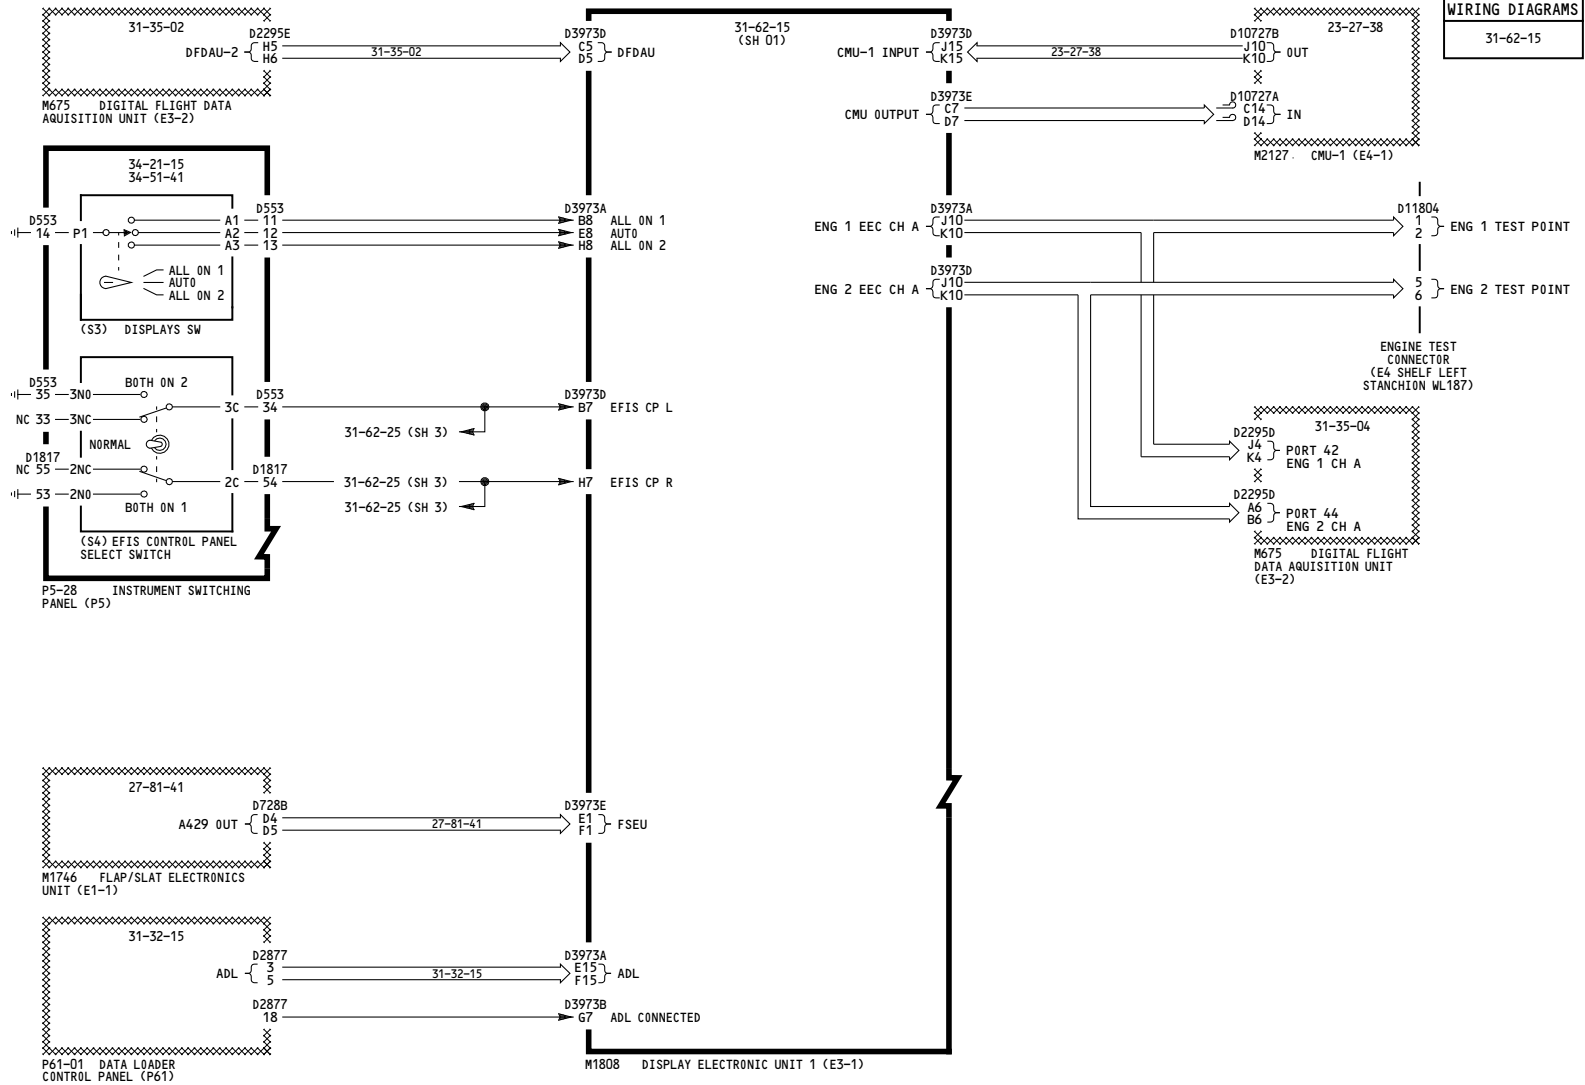 WIRING DIAGRAMS
31-62-15
31-35-02
D2295E
DFDAU-2 { H5
H6
31-35-02
D3973D
C5
D5 } DFDAU
M675 DIGITAL FLIGHT DATA
AQUISITION UNIT (E3-2)
31-62-15
(SH 01)
D3973D
CMU-1 INPUT { J15
K15
23-27-38
D10727B
J10
K10 } OUT
23-27-38
D3973E
CMU OUTPUT { C7
D7
D10727A
C14
D14 } IN
M2127. CMU-1 (E4-1)
34-21-15
34-51-41
D553
14 P1
A1
A2
A3
D553
11
12
13
ALL ON 1
AUTO
ALL ON 2
(S3) DISPLAYS SW
D3973A
B8 ALL ON 1
E8 AUTO
H8 ALL ON 2
D3973A
ENG 1 EEC CH A { J10
K10
D11804
1
2 } ENG 1 TEST POINT
D3973D
ENG 2 EEC CH A { J10
K10
5
6 } ENG 2 TEST POINT
ENGINE TEST
CONNECTOR
(E4 SHELF LEFT
STANCHION WL187)
D553
35 3NO
BOTH ON 2
NC 33 3NC
3C
D553
34
NORMAL
D1817
NC 55 2NC
2C
D1817
54
53 2NO
BOTH ON 1
(S4) EFIS CONTROL PANEL
SELECT SWITCH
P5-28 INSTRUMENT SWITCHING
PANEL (P5)
31-62-25 (SH 3)
31-62-25 (SH 3)
31-62-25 (SH 3)
D3973D
B7 EFIS CP L
H7 EFIS CP R
31-35-04
D2295D
J4
K4 } PORT 42
ENG 1 CH A
D2295D
A6
B6 } PORT 44
ENG 2 CH A
M675 DIGITAL FLIGHT
DATA AQUISITION UNIT
(E3-2)
27-81-41
D728B
A429 OUT { D4
D5
27-81-41
D3973E
E1
F1 } FSEU
M1746 FLAP/SLAT ELECTRONICS
UNIT (E1-1)
31-32-15
D2877
ADL { 3
5
31-32-15
D3973A
E15
F15 } ADL
D2877
18
D3973B
G7 ADL CONNECTED
P61-01 DATA LOADER
CONTROL PANEL (P61)
M1808 DISPLAY ELECTRONIC UNIT 1 (E3-1)